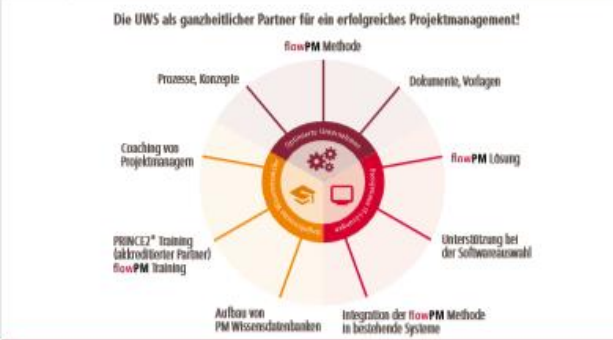 Die UWS als ganzheitlicher Partner für ein erfolgreiches Projektmanagement!
flowPM Methode
Prozesse, Konzepte
Dokumente, Vorlagen
Coaching von
Projektmanagern
flowPM Lösung
PRINCE2® Training
(akkreditierter Partner)
flowPM Training
Unterstützung bei
der Softwareauswahl
Aufbau von
PM Wissensdatenbanken
Integration der flowPM Methode
in bestehende Systeme